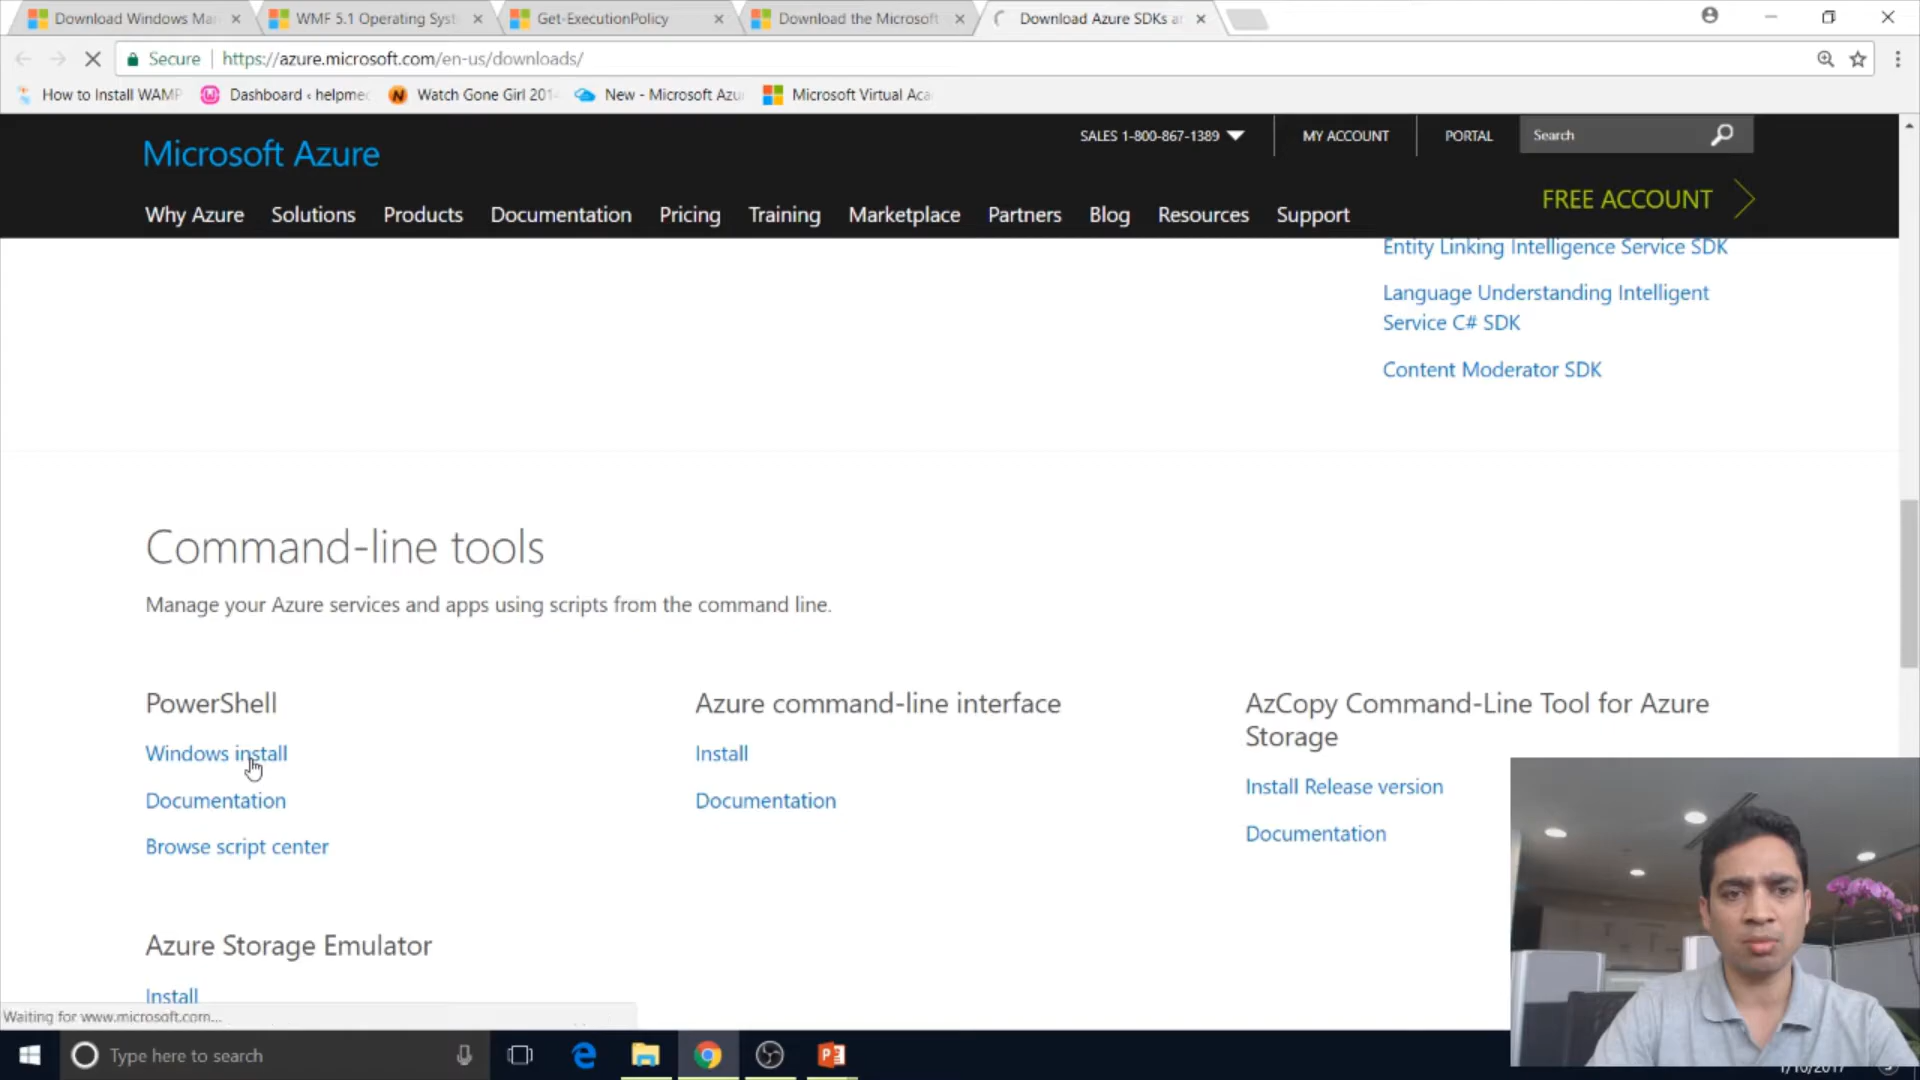 Download Windows Ma
WMF 5.1 Operating Syst
Get-ExecutionPolicy
Download the Microsoft
Download Azure SDKs a
Secure
https://azure.microsoft.com/en-us/downloads/
How to Install WAMP
Dashboard ‹ helpme
Watch Gone Girl 201
New - Microsoft Azu
Microsoft Virtual Aca
Microsoft Azure
SALES 1-800-867-1389
MY ACCOUNT
PORTAL
Search
FREE ACCOUNT
Why Azure
Solutions
Products
Documentation
Pricing
Training
Marketplace
Partners
Blog
Resources
Support
Entity Linking Intelligence Service SDK
Language Understanding Intelligent
Service C# SDK
Content Moderator SDK
Command-line tools
Manage your Azure services and apps using scripts from the command line.
PowerShell
Windows install
Documentation
Browse script center
Azure command-line interface
Install
Documentation
AzCopy Command-Line Tool for Azure
Storage
Install Release version
Documentation
Azure Storage Emulator
Install
Waiting for www.microsoft.com...
Type here to search
1/10/2017